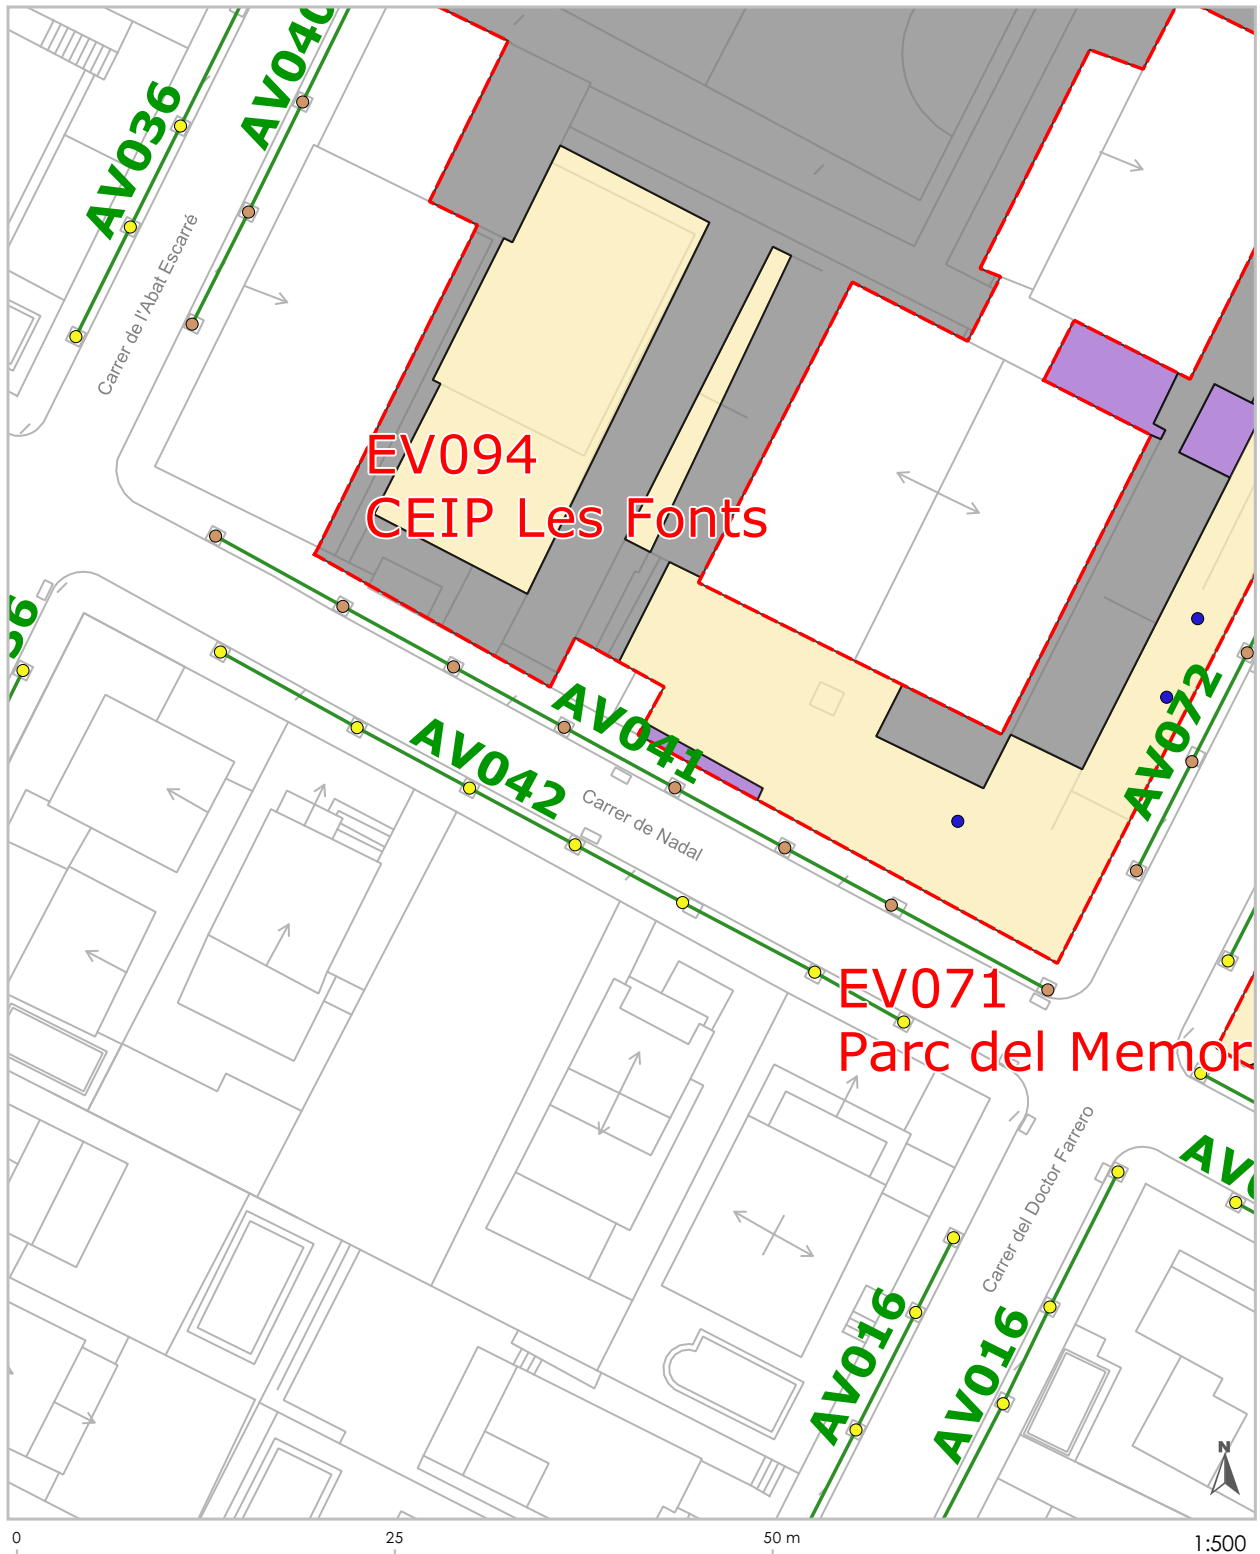 AV040
AV036
Carrer de l'Abat Escarré
EV094
CEIP Les Fonts
AV041
AV042
Carrer de Nadal
AV072
EV071
Parc del Memor
Carrer del Doctor Farrero
AV016
AV016
N
0 25 50 m
1:500